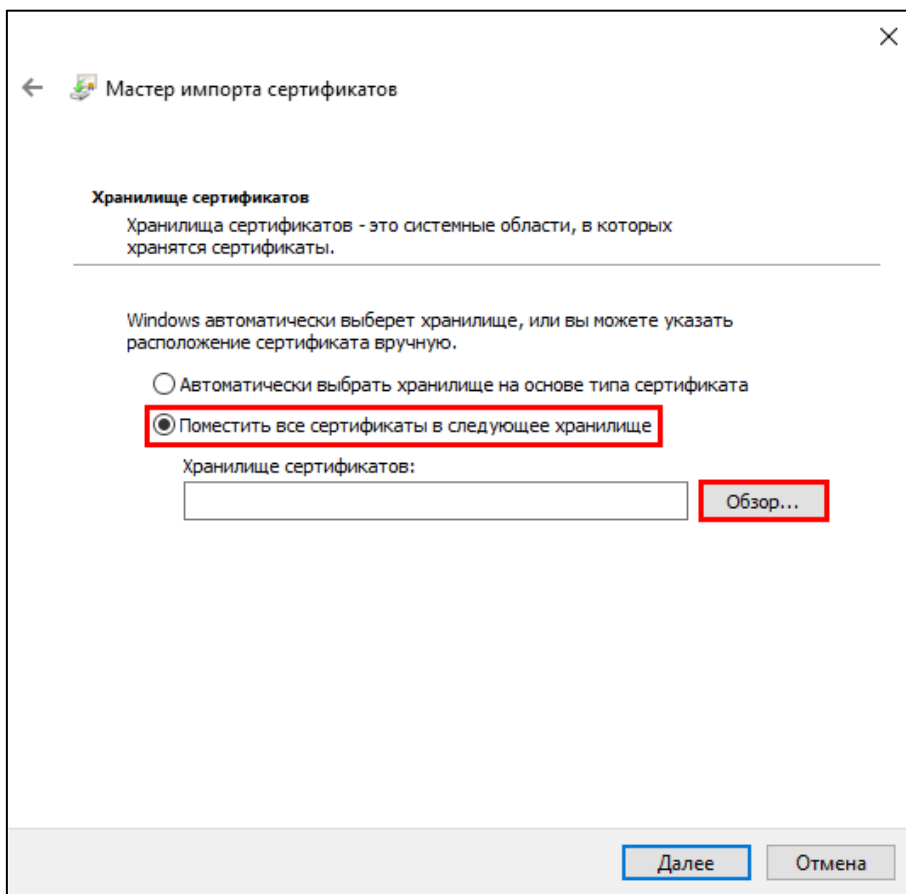 Мастер импорта сертификатов
Хранилище сертификатов
Хранилища сертификатов - это системные области, в которых
хранятся сертификаты.
Windows автоматически выберет хранилище, или вы можете указать
расположение сертификата вручную.
Автоматически выбрать хранилище на основе типа сертификата
Поместить все сертификаты в следующее хранилище
Хранилище сертификатов:
Обзор...
Далее
Отмена